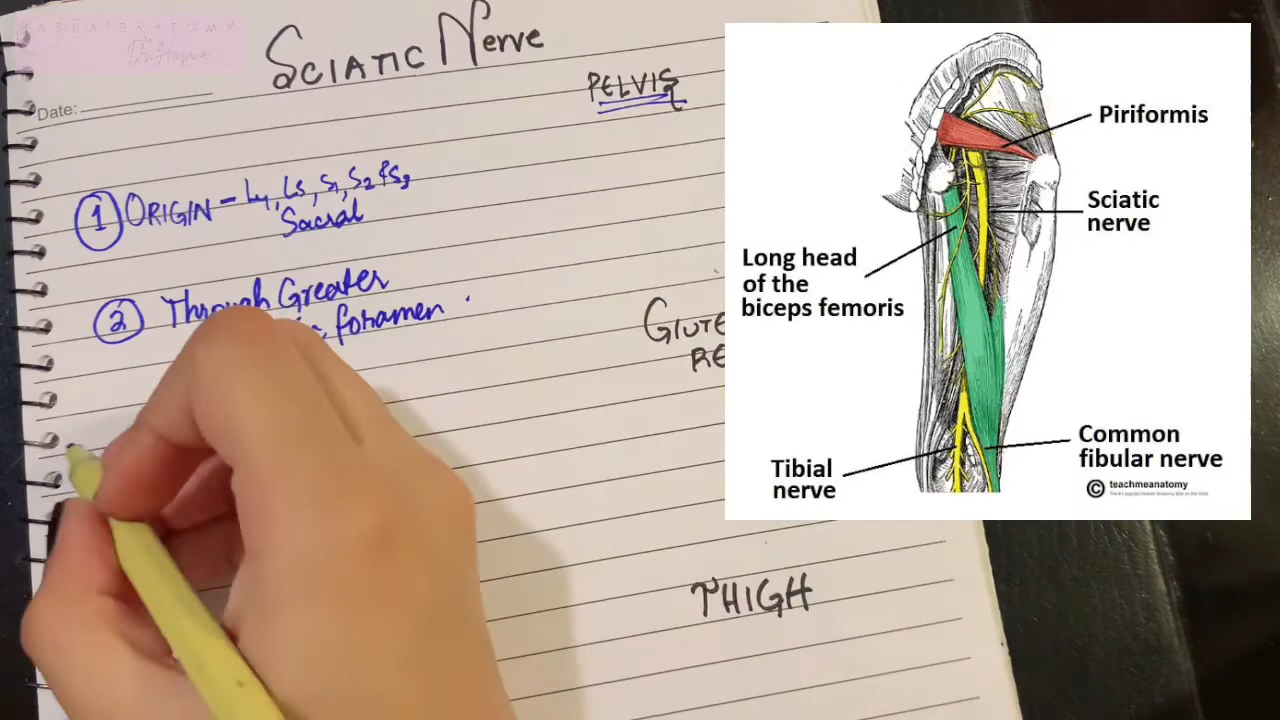 SCIATIC Nerve
PELVIS
Date:
1 ORIGIN - L4, L5, S1, S2 & S3
Sacral
2 Through Greater
foramen.
GLUTE
RE
THIGH
Piriformis
Sciatic
nerve
Long head
of the
biceps femoris
Common
fibular nerve
Tibial
nerve
© teachmeanatomy